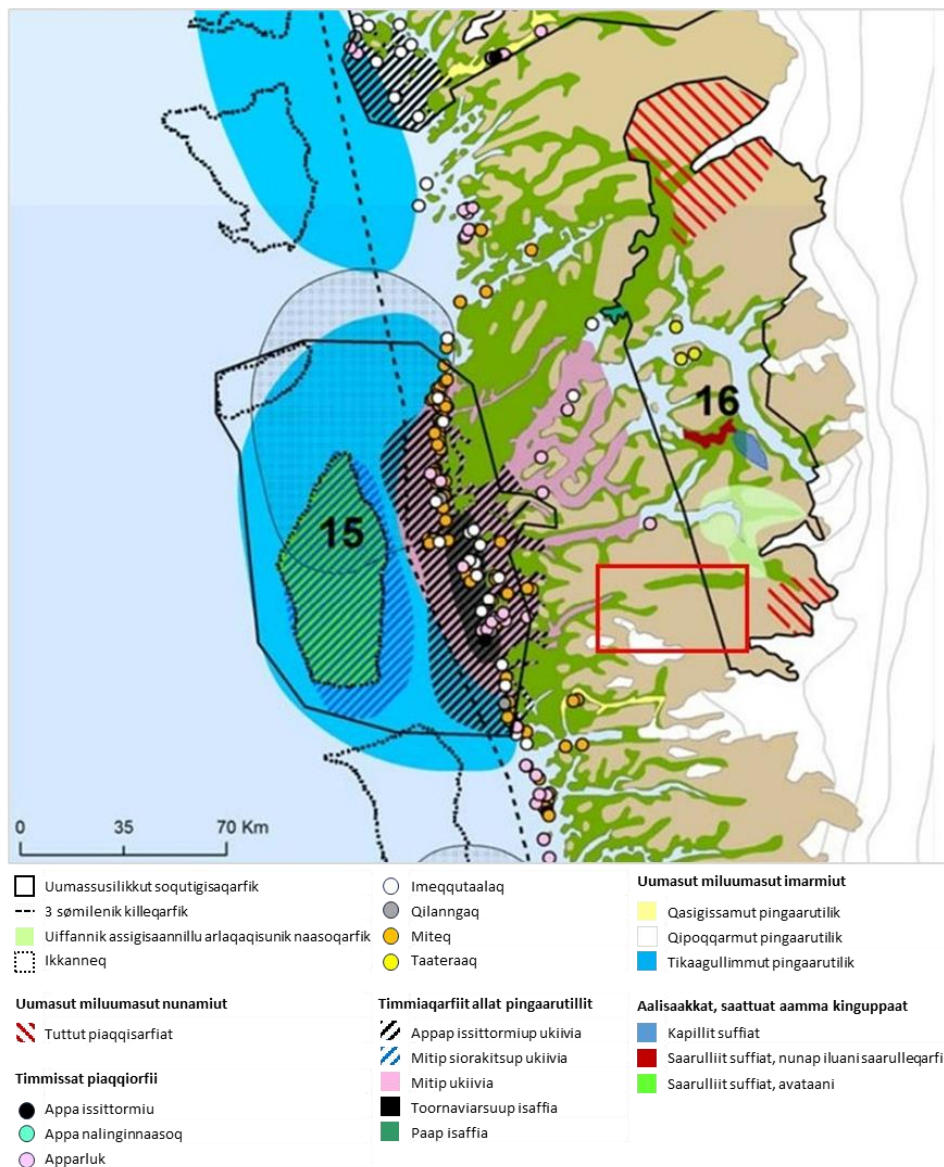 16
15
0 35 70 Km
Uumassusilikkut soqutigisaqarfik
3 sømilenik killeqarfik
Uiffannik assigisaannillu arlaqaqisunik naasoqarfik
Ikkanneq
Uumasut miluumasut nunamiut
Tuttut piaqqisarfiat
Timmissat piaqqiorfii
Appa issittormiu
Appa nalinginnaasoq
Apparluk
Imeqqutaalaq
Qilanngaq
Miteq
Taateraaq
Timmiaqarfiit allat pingaarutillit
Appap issittormiup ukiivia
Mitip siorakitsup ukiivia
Mitip ukiivia
Toornaviarsuup isaffia
Paap isaffia
Uumasut miluumasut imarmiut
Qasigissamut pingaarutilik
Qipoqqarmut pingaarutilik
Tikaagullimmut pingaarutilik
Aalisaakkat, saattuat aamma kinguppaat
Kapillit suffiat
Saarulliit suffiat, nunap iluani saarulleqarfi
Saarulliit suffiat, avataani